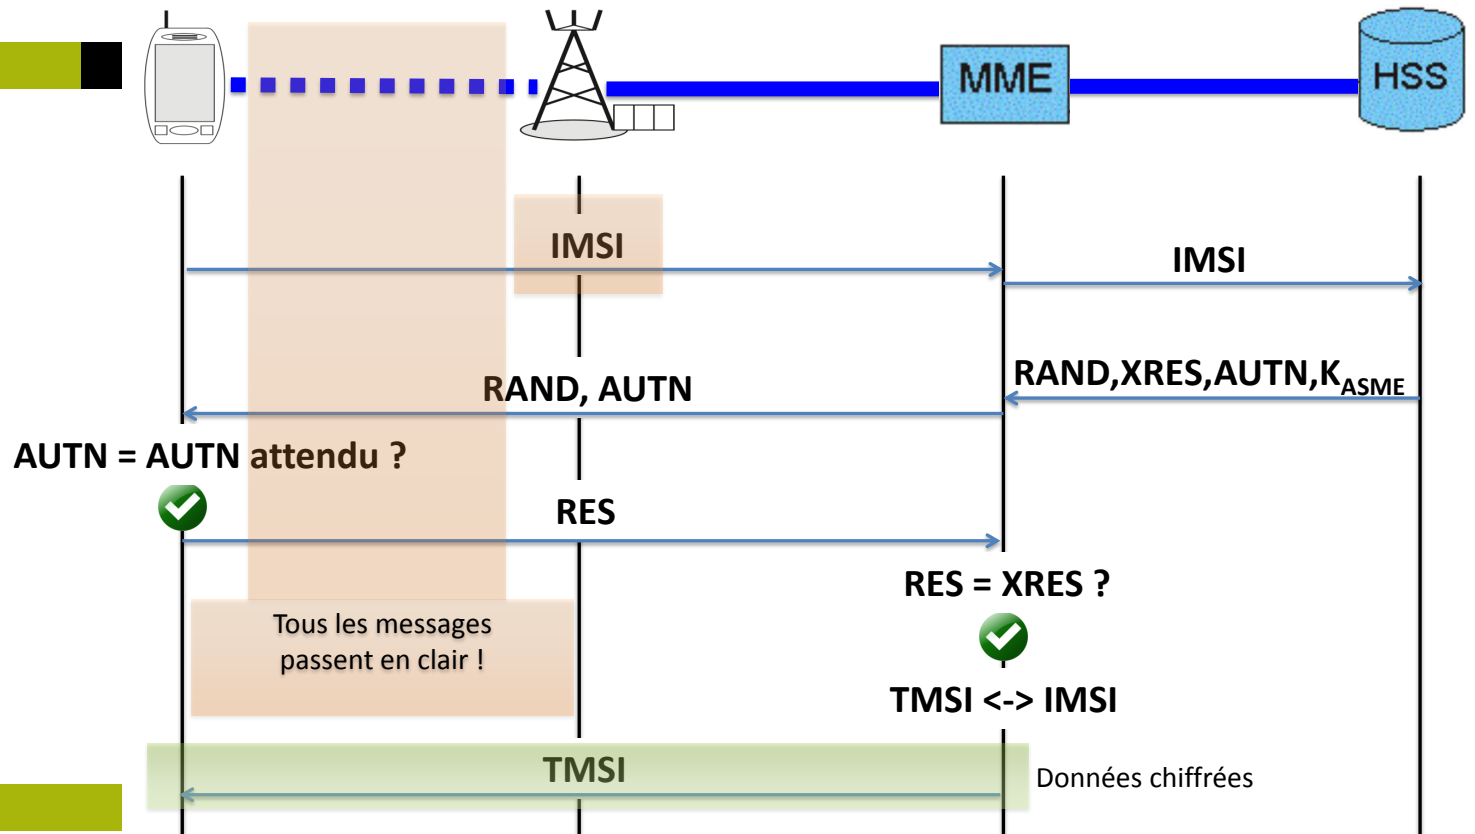 MME
HSS
IMSI
IMSI
RAND, AUTN
RAND,XRES,AUTN,KASME
AUTN = AUTN attendu ?
RES
RES = XRES ?
Tous les messages
passent en clair !
TMSI <-> IMSI
TMSI
Données chiffrées